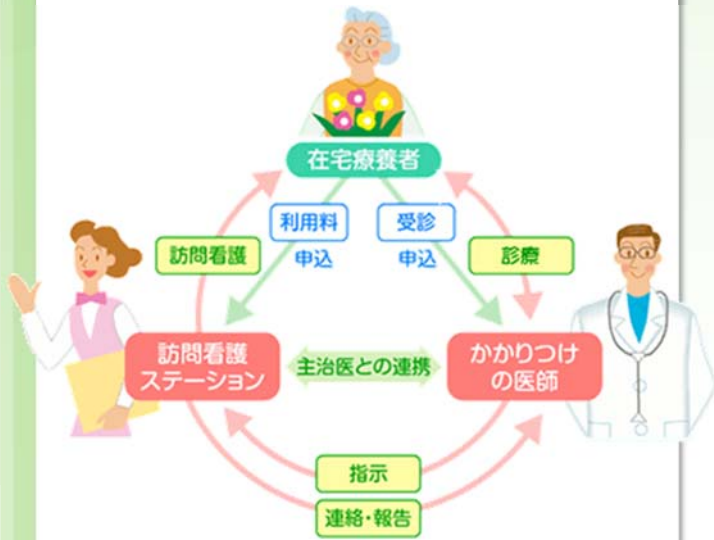 在宅療養者
利用料
受診
訪問看護
申込
申込
診療
訪問看護
ステーション
主治医との連携
かかりつけ
の医師
指示
連絡・報告